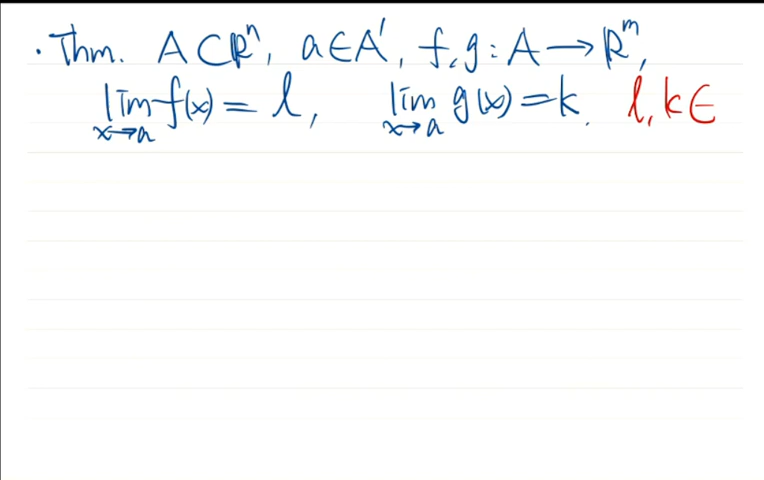 · Thm. A⊂ℝⁿ, a∈A′, f,g:A→ℝᵐ,
lim_{x→a} f(x)=l, lim_{x→a} g(x)=k. l,k∈